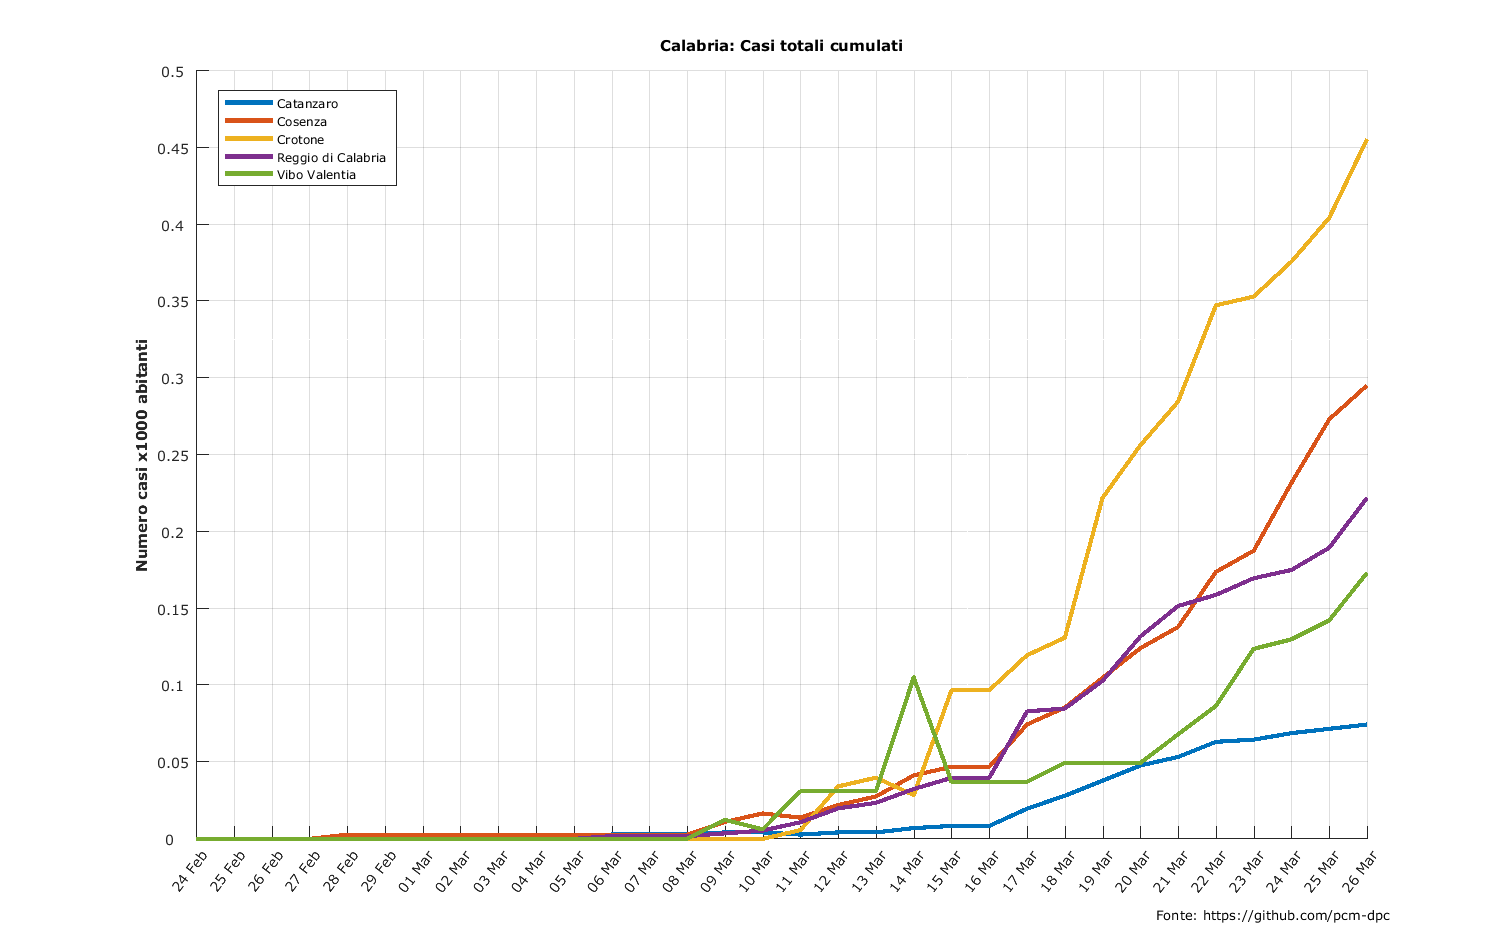 Calabria: Casi totali cumulati
Numero casi x1000 abitanti
0.5
0.45
0.4
0.35
0.3
0.25
0.2
0.15
0.1
0.05
0
Catanzaro
Cosenza
Crotone
Reggio di Calabria
Vibo Valentia
24 Feb
25 Feb
26 Feb
27 Feb
28 Feb
29 Feb
01 Mar
02 Mar
03 Mar
04 Mar
05 Mar
06 Mar
07 Mar
08 Mar
09 Mar
10 Mar
11 Mar
12 Mar
13 Mar
14 Mar
15 Mar
16 Mar
17 Mar
18 Mar
19 Mar
20 Mar
21 Mar
22 Mar
23 Mar
24 Mar
25 Mar
26 Mar
Fonte: https://github.com/pcm-dpc